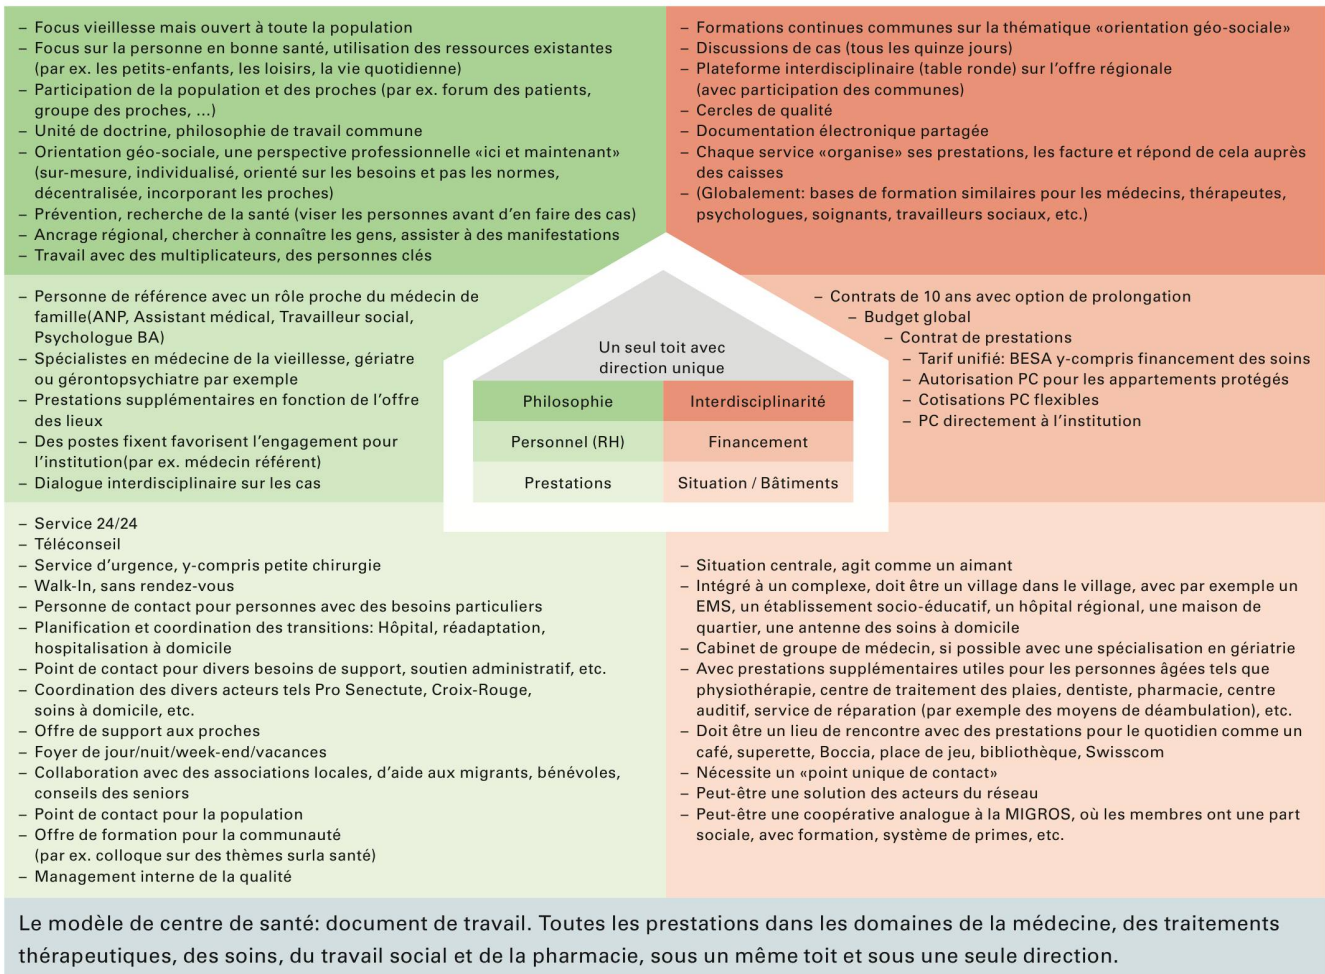 – Focus vieillesse mais ouvert à toute la population
– Focus sur la personne en bonne santé, utilisation des ressources existantes
(par ex. les petits-enfants, les loisirs, la vie quotidienne)
– Participation de la population et des proches (par ex. forum des patients,
groupe des proches, …)
– Unité de doctrine, philosophie de travail commune
– Orientation géo-sociale, une perspective professionnelle «ici et maintenant»
(sur-mesure, individualisé, orienté sur les besoins et pas les normes,
décentralisée, incorporant les proches)
– Prévention, recherche de la santé (viser les personnes avant d’en faire des cas)
– Ancrage régional, chercher à connaître les gens, assister à des manifestations
– Travail avec des multiplicateurs, des personnes clés
– Formations continues communes sur la thématique «orientation géo-sociale»
– Discussions de cas (tous les quinze jours)
– Plateforme interdisciplinaire (table ronde) sur l’offre régionale
(avec participation des communes)
– Cercles de qualité
– Documentation électronique partagée
– Chaque service «organise» ses prestations, les facture et répond de cela auprès
des caisses
– (Globalement: bases de formation similaires pour les médecins, thérapeutes,
psychologues, soignants, travailleurs sociaux, etc.)
– Personne de référence avec un rôle proche du médecin de
famille(ANP, Assistant médical, Travailleur social,
Psychologue BA)
– Spécialistes en médecine de la vieillesse, gériatre
ou gérontopsychiatre par exemple
– Prestations supplémentaires en fonction de l’offre
des lieux
– Des postes fixent favorisent l’engagement pour
l’institution(par ex. médecin référent)
– Dialogue interdisciplinaire sur les cas
Un seul toit avec
direction unique
Philosophie
Interdisciplinarité
Personnel (RH)
Financement
Prestations
Situation / Bâtiments
– Contrats de 10 ans avec option de prolongation
– Budget global
– Contrat de prestations
– Tarif unifié: BESA y-compris financement des soins
– Autorisation PC pour les appartements protégés
– Cotisations PC flexibles
– PC directement à l’institution
– Service 24/24
– Téléconseil
– Service d’urgence, y-compris petite chirurgie
– Walk-In, sans rendez-vous
– Personne de contact pour personnes avec des besoins particuliers
– Planification et coordination des transitions: Hôpital, réadaptation,
hospitalisation à domicile
– Point de contact pour divers besoins de support, soutien administratif, etc.
– Coordination des divers acteurs tels Pro Senectute, Croix-Rouge,
soins à domicile, etc.
– Offre de support aux proches
– Foyer de jour/nuit/week-end/vacances
– Collaboration avec des associations locales, d’aide aux migrants, bénévoles,
conseils des seniors
– Point de contact pour la population
– Offre de formation pour la communauté
(par ex. colloque sur des thèmes surla santé)
– Management interne de la qualité
– Situation centrale, agit comme un aimant
– Intégré à un complexe, doit être un village dans le village, avec par exemple un
EMS, un établissement socio-éducatif, un hôpital régional, une maison de
quartier, une antenne des soins à domicile
– Cabinet de groupe de médecin, si possible avec une spécialisation en gériatrie
– Avec prestations supplémentaires utiles pour les personnes âgées tels que
physiothérapie, centre de traitement des plaies, dentiste, pharmacie, centre
auditif, service de réparation (par exemple des moyens de déambulation), etc.
– Doit être un lieu de rencontre avec des prestations pour le quotidien comme un
café, superette, Boccia, place de jeu, bibliothèque, Swisscom
– Nécessite un «point unique de contact»
– Peut-être une solution des acteurs du réseau
– Peut-être une coopérative analogue à la MIGROS, où les membres ont une part
sociale, avec formation, système de primes, etc.
Le modèle de centre de santé: document de travail. Toutes les prestations dans les domaines de la médecine, des traitements
thérapeutiques, des soins, du travail social et de la pharmacie, sous un même toit et sous une seule direction.